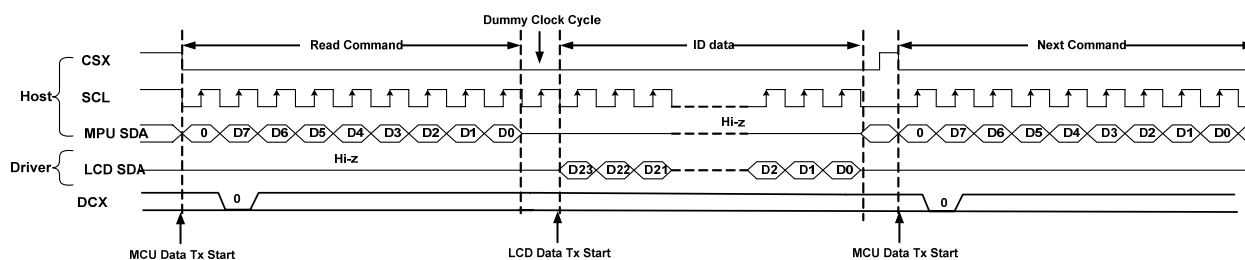 Dummy Clock Cycle
Read Command ID data Next Command
CSX
Host SCL
MPU SDA 0 D7 D6 D5 D4 D3 D2 D1 D0 Hi-z 0 D7 D6 D5 D4 D3 D2 D1 D0
Hi-z
Driver LCD SDA D23 D22 D21 D2 D1 D0
DCX 0 0
MCU Data Tx Start LCD Data Tx Start MCU Data Tx Start